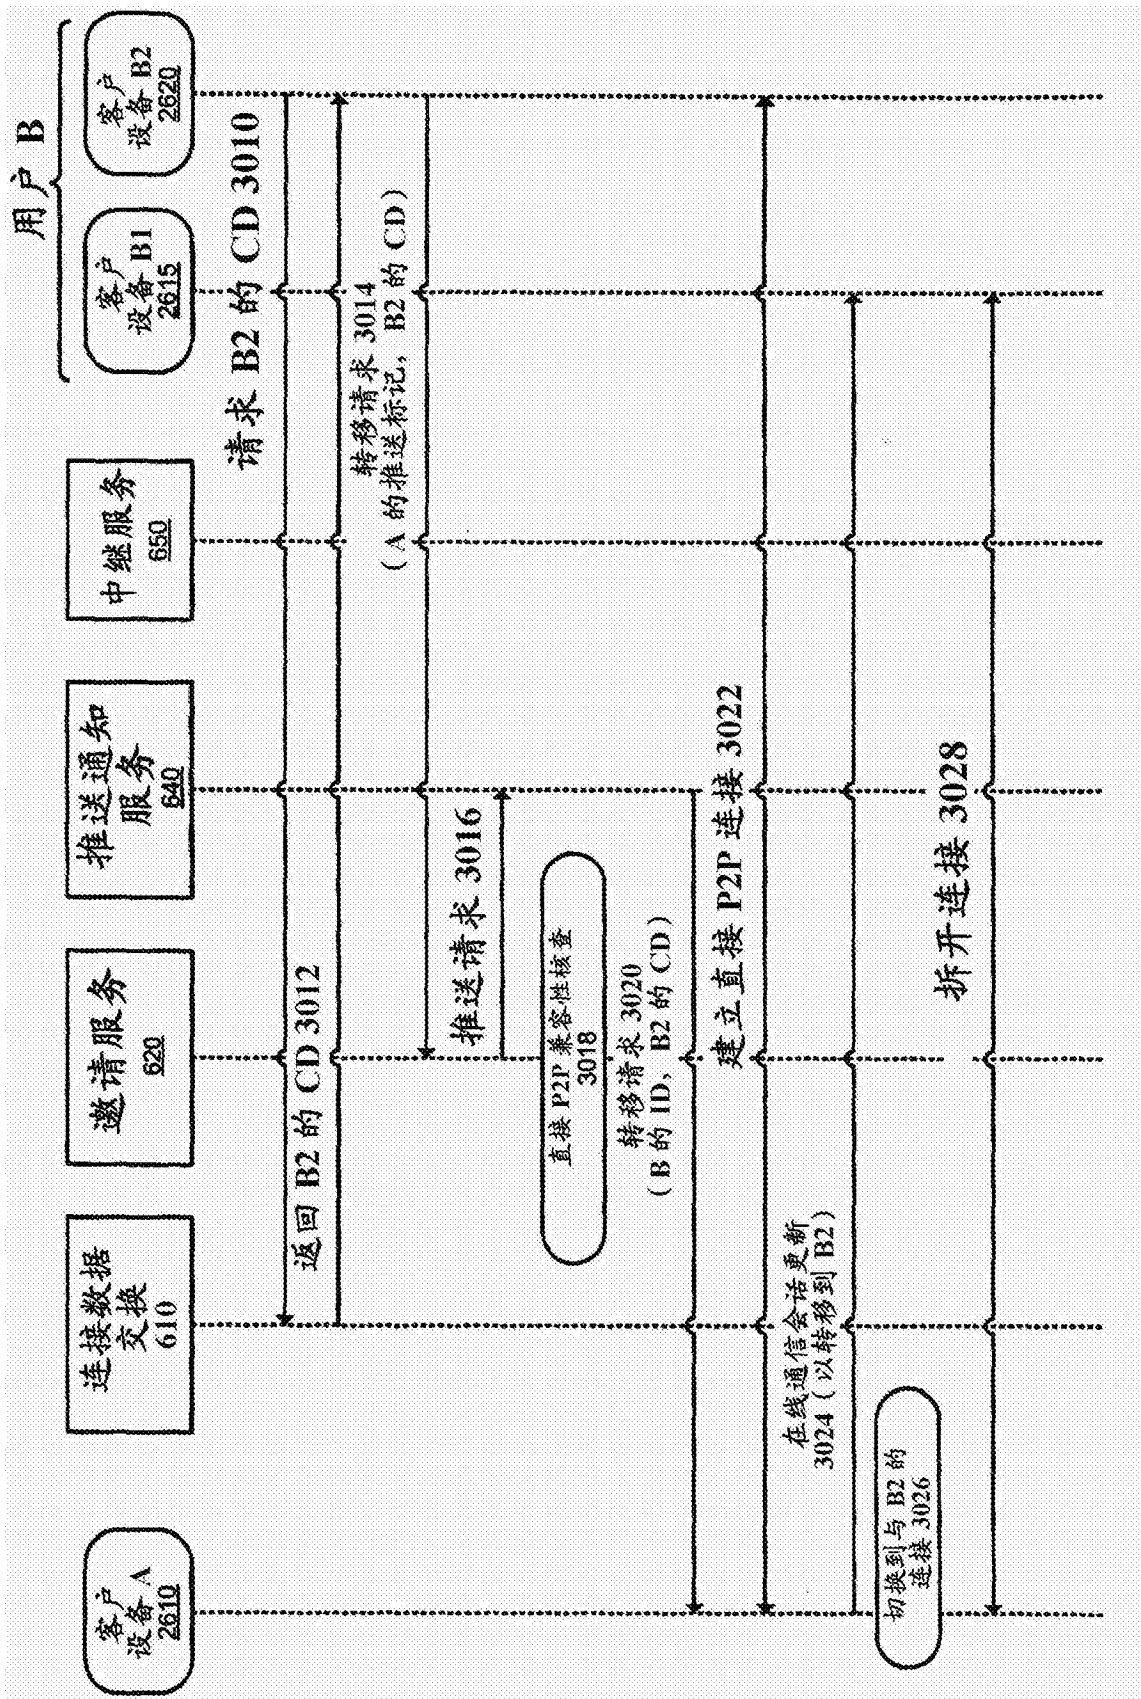 用户 B
客户
设备 A
2610
连接数据
交换
610
邀请服务
620
推送通知
服务
640
中继服务
650
客户
设备 B1
2615
客户
设备 B2
2620
请求 B2 的 CD 3010
返回 B2 的 CD 3012
转移请求 3014
(A 的推送标记, B2 的 CD)
推送请求 3016
直接 P2P 兼容性核查
3018
转移请求 3020
(B 的 ID, B2 的 CD)
建立直接 P2P 连接 3022
在线通信会话更新
3024 (以转移到 B2)
切换到与 B2 的
连接 3026
拆开连接 3028